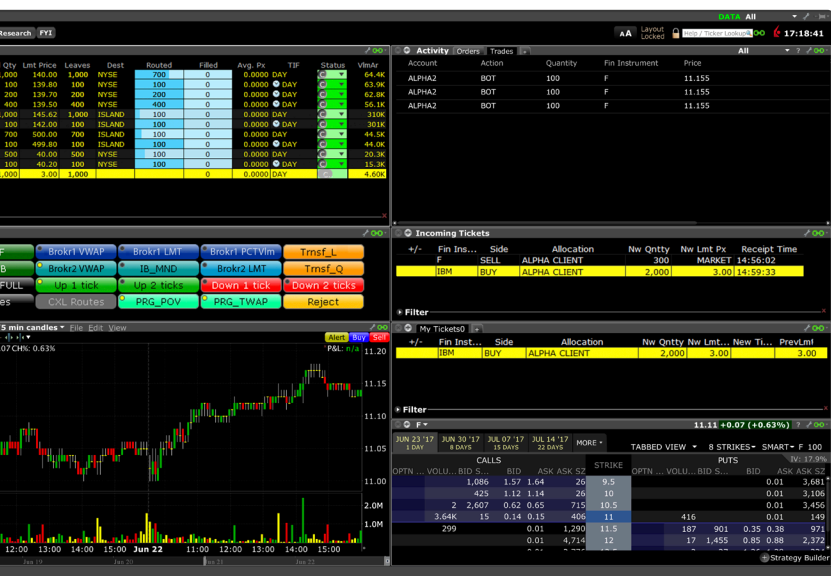 DATA All
Research FYI
AA Layout Locked Help / Ticker Lookup 17:18:41
Qty Lmt Price Leaves Dest Routed Filled Avg. Px TIF Status VlmAr
1,000 140.00 1,000 NYSE 700 0 0.0000 DAY 64.4K
100 139.80 100 NYSE 100 0 0.0000 DAY 63.9K
200 139.70 200 NYSE 200 0 0.0000 DAY 62.8K
400 139.50 400 NYSE 400 0 0.0000 DAY 56.1K
1,000 145.62 1,000 ISLAND 100 0 0.0000 DAY 310K
100 142.00 100 ISLAND 100 0 0.0000 DAY 301K
700 500.00 700 ISLAND 100 0 0.0000 DAY 44.5K
100 499.80 100 ISLAND 100 0 0.0000 DAY 44.0K
500 40.00 500 NYSE 100 0 0.0000 DAY 20.3K
100 40.20 100 NYSE 100 0 0.0000 DAY 15.3K
1,000 3.00 1,000 0 0.0000 DAY 4.60K
Activity Orders Trades + All
Account Action Quantity Fin Instrument Price
ALPHA2 BOT 100 F 11.155
ALPHA2 BOT 100 F 11.155
ALPHA2 BOT 100 F 11.155
F Brokr1 VWAP Brokr1 LMT Brokr1 PCTVlm Trnsf_L
B Brokr2 VWAP IB_MND Brokr2 LMT Trnsf_Q
FULL Up 1 tick Up 2 ticks Down 1 tick Down 2 ticks
es CXL Routes PRG_POV PRG_TWAP Reject
Incoming Tickets
+/- Fin Ins... Side Allocation Nw Qntty Nw Lmt Px Receipt Time
F SELL ALPHA CLIENT 300 MARKET 14:56:02
IBM BUY ALPHA CLIENT 2,000 3.00 14:59:33
Filter
My Tickets0 +
+/- Fin Inst... Side Allocation Nw Qntty Nw Lmt... New Ti... PrevLmt
IBM BUY ALPHA CLIENT 2,000 3.00 3.00
Filter
5 min candles File Edit View
Alert Buy Sell
.07 CH%: 0.63% P&L: n/a
11.20
11.15
11.10
11.05
11.00
2.0M
1.0M
12:00 13:00 14:00 15:00 Jun 22 11:00 12:00 13:00 14:00 15:00
Jun 19 Jun 20 Jun 21 Jun 22
F 11.11 +0.07 (+0.63%) ?
JUN 23 '17 JUN 30 '17 JUL 07 '17 JUL 14 '17 MORE
1 DAY 8 DAYS 15 DAYS 22 DAYS
TABBED VIEW 8 STRIKES SMART F 100
CALLS STRIKE PUTS IV: 17.9%
OPTN ... VOLU... BID S... BID ASK ASK SZ OPTN ... VOLU... BID S... BID ASK ASK SZ
1,086 1.57 1.64 26 9.5 0.01 3,681
425 1.12 1.14 26 10 0.01 3,106
2 2,607 0.62 0.65 715 10.5 0.01 3,456
3.64K 15 0.14 0.15 406 11 416 0.01 149
299 0.01 1,290 11.5 187 901 0.35 0.38 971
0.01 4,714 12 17 1,455 0.85 0.88 2,372
Strategy Builder